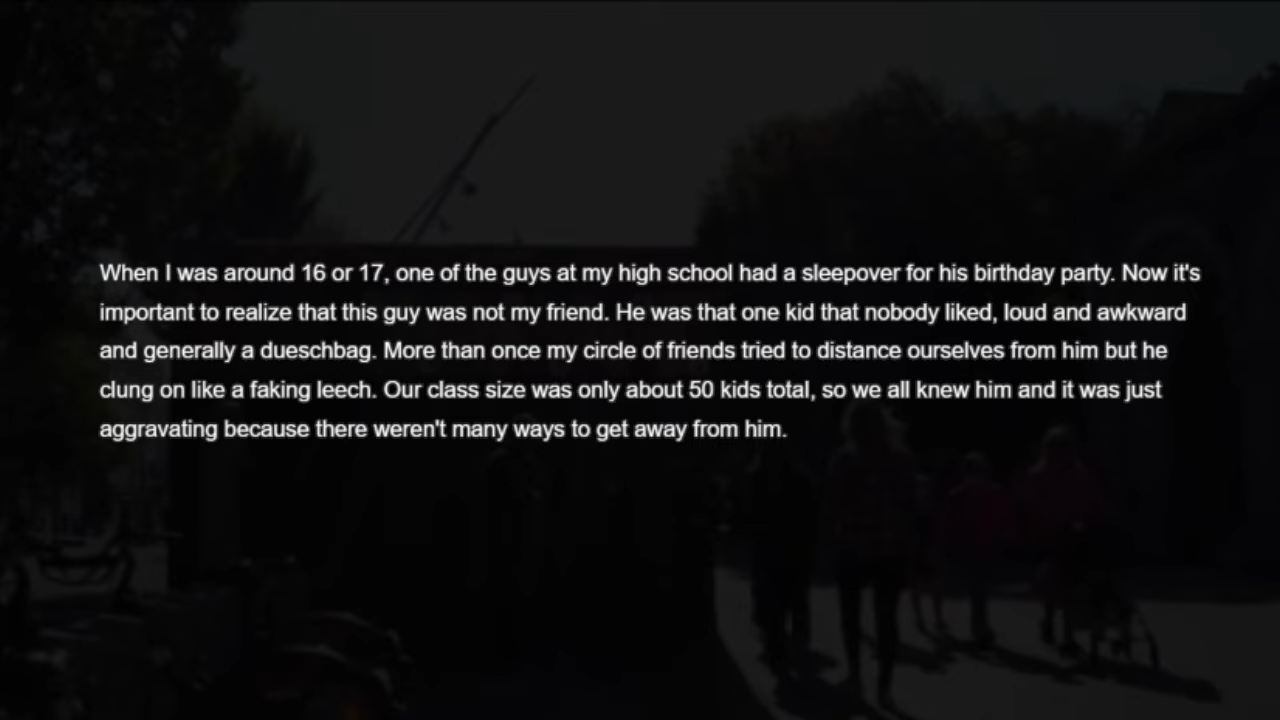 When I was around 16 or 17, one of the guys at my high school had a sleepover for his birthday party. Now it's
important to realize that this guy was not my friend. He was that one kid that nobody liked, loud and awkward
and generally a dueschbag. More than once my circle of friends tried to distance ourselves from him but he
clung on like a faking leech. Our class size was only about 50 kids total, so we all knew him and it was just
aggravating because there weren't many ways to get away from him.